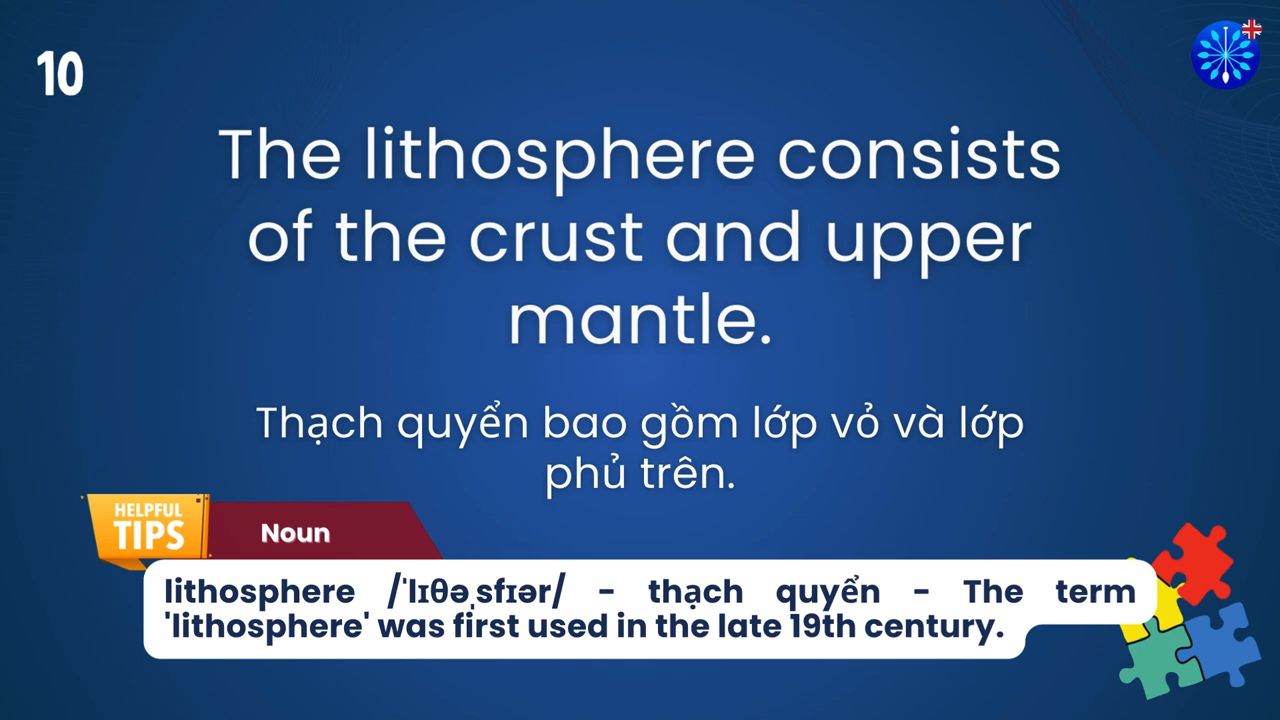 10
The lithosphere consists
of the crust and upper
mantle.
Thạch quyển bao gồm lớp vỏ và lớp
phủ trên.
HELPFUL
TIPS
Noun
lithosphere /ˈlɪθəˌsfɪər/ - thạch quyển - The term
'lithosphere' was first used in the late 19th century.